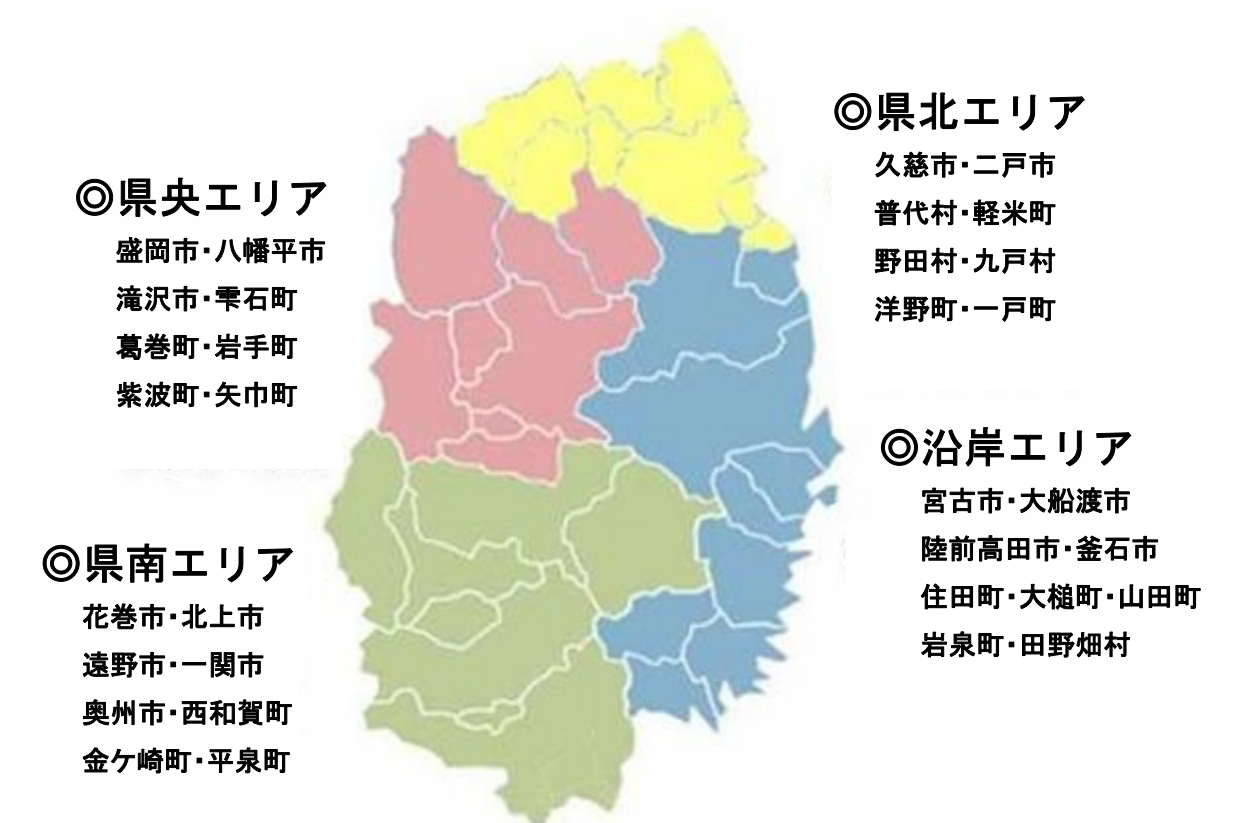 ◎県央エリア
盛岡市・八幡平市
滝沢市・雫石町
葛巻町・岩手町
紫波町・矢巾町
◎県北エリア
久慈市・二戸市
普代村・軽米町
野田村・九戸村
洋野町・一戸町
◎県南エリア
花巻市・北上市
遠野市・一関市
奥州市・西和賀町
金ケ崎町・平泉町
◎沿岸エリア
宮古市・大船渡市
陸前高田市・釜石市
住田町・大槌町・山田町
岩泉町・田野畑村